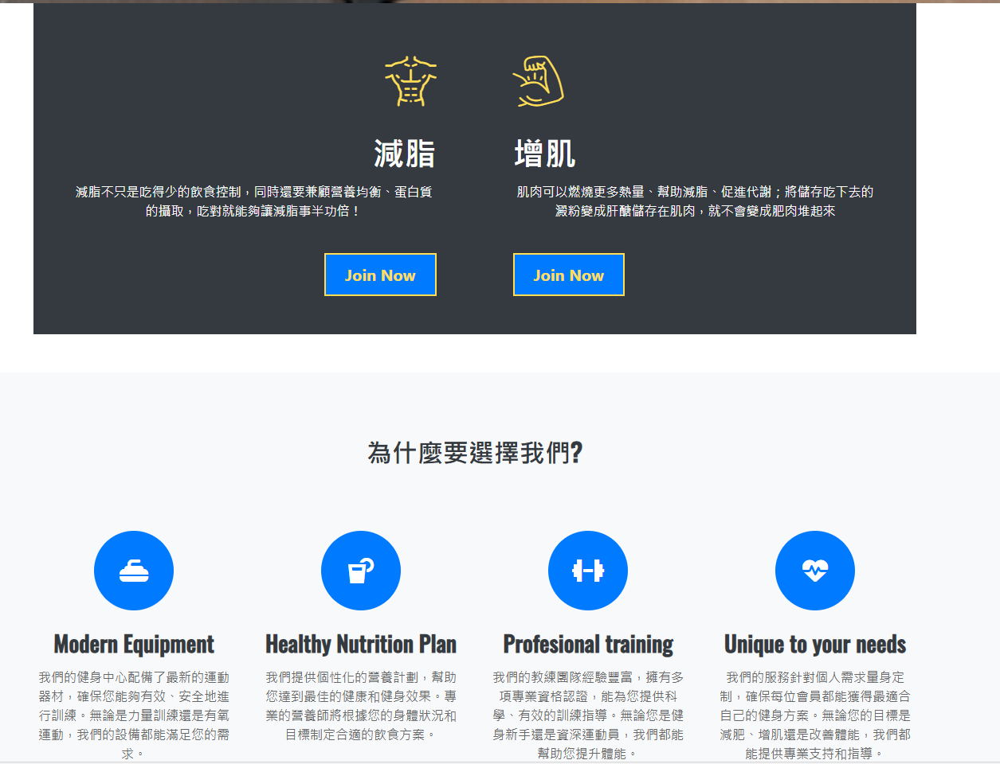 減脂
減脂不只是吃得少的飲食控制，同時還要兼顧營養均衡、蛋白質
的攝取，吃對就能夠讓減脂事半功倍！
Join Now
增肌
肌肉可以燃燒更多熱量、幫助減脂、促進代謝；將儲存吃下去的
澱粉變成肝醣儲存在肌肉，就不會變成肥肉堆起來
Join Now
為什麼要選擇我們?
Modern Equipment
我們的健身中心配備了最新的運動
器材，確保您能夠有效、安全地進
行訓練。無論是力量訓練還是有氧
運動，我們的設備都能滿足您的需
求。
Healthy Nutrition Plan
我們提供個性化的營養計劃，幫助
您達到最佳的健康和健身效果。專
業的營養師將根據您的身體狀況和
目標制定合適的飲食方案。
Profesional training
我們的教練團隊經驗豐富，擁有多
項專業資格認證，能為您提供科
學、有效的訓練指導。無論您是健
身新手還是資深運動員，我們都能
幫助您提升體能。
Unique to your needs
我們的服務針對個人需求量身定
制，確保每位會員都能獲得最適合
自己的健身方案。無論您的目標是
減肥、增肌還是改善體能，我們都
能提供專業支持和指導。